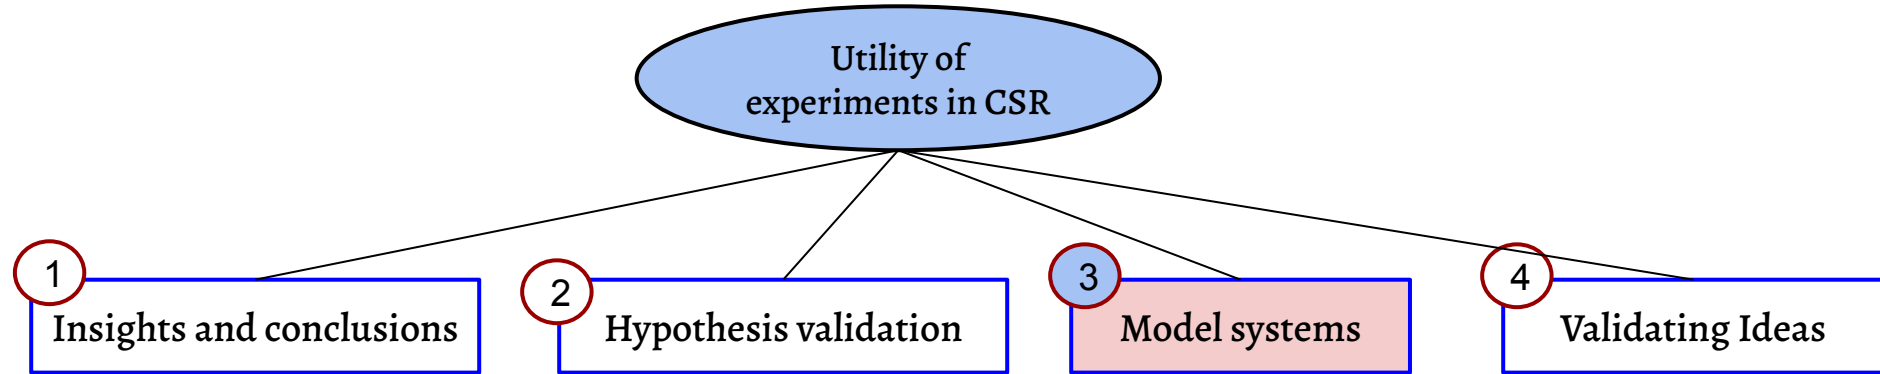 Utility of
experiments in CSR
1
Insights and conclusions
2
Hypothesis validation
3
Model systems
4
Validating Ideas